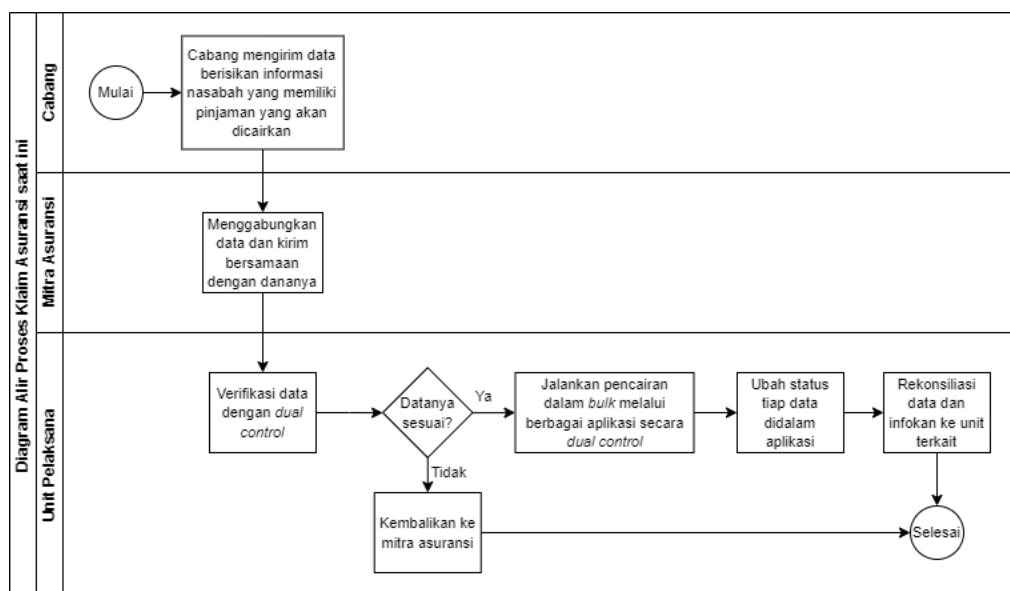 Diagram Alir Proses Klaim Asuransi saat ini
Cabang
Mulai
Cabang mengirim data
berisikan informasi
nasabah yang memiliki
pinjaman yang akan
dicairkan
Mitra Asuransi
Menggabungkan
data dan kirim
bersamaan
dengan dananya
Unit Pelaksana
Verifikasi data
dengan dual
control
Datanya
sesuai?
Ya
Jalankan pencairan
dalam bulk melalui
berbagai aplikasi secara
dual control
Ubah status
tiap data
didalam
aplikasi
Rekonsiliasi
data dan
infokan ke unit
terkait
Tidak
Kembalikan ke
mitra asuransi
Selesai